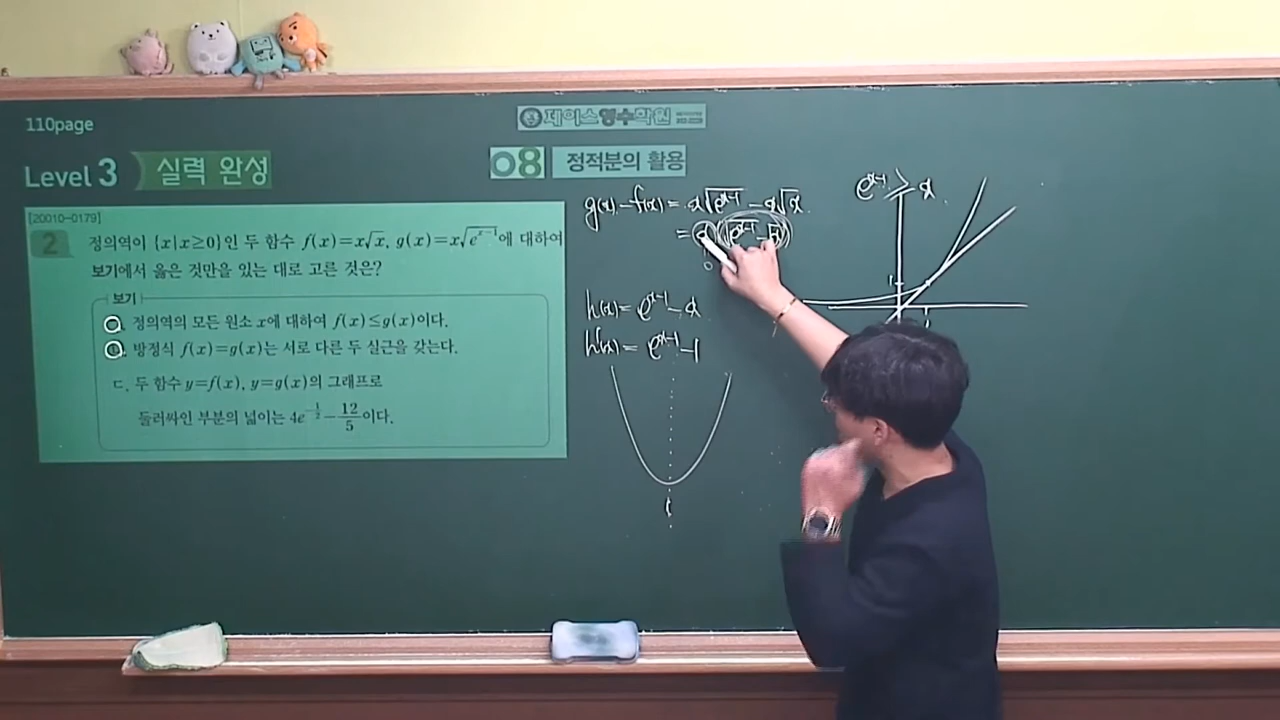 110page
제이스영수학원
Level 3 실력 완성
08 정적분의 활용
[20010-0179]
2 정의역이 {x|x≥0}인 두 함수 f(x)=x√x, g(x)=x√e^{x-1}에 대하여
보기에서 옳은 것만을 있는 대로 고른 것은?
보기
ㄱ. 정의역의 모든 원소 x에 대하여 f(x)≤g(x)이다.
ㄴ. 방정식 f(x)=g(x)는 서로 다른 두 실근을 갖는다.
ㄷ. 두 함수 y=f(x), y=g(x)의 그래프로
둘러싸인 부분의 넓이는 4e^{-1/2}-12/5이다.
g(x)-f(x)=x√e^{x-1}-x√x
=x(√e^{x-1}-√x)
0
h(x)=e^{x-1}-x
h'(x)=e^{x-1}-1
1
e^{x-1}≥x
1
1